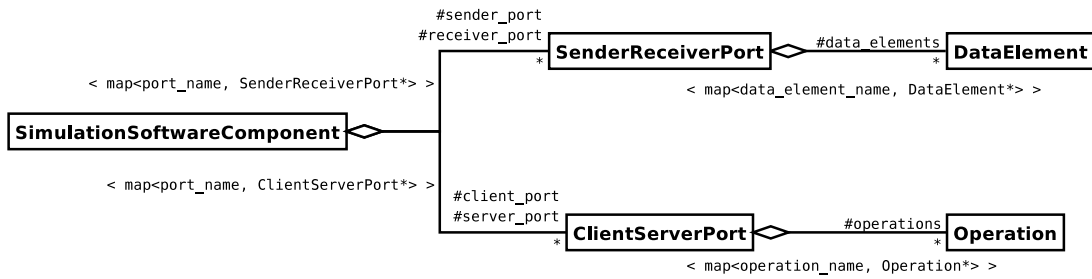 #sender_port
#receiver_port
*
SenderReceiverPort
#data_elements
*
DataElement
< map<port_name, SenderReceiverPort*> >
< map<data_element_name, DataElement*> >
SimulationSoftwareComponent
< map<port_name, ClientServerPort*> >
#client_port
#server_port
*
ClientServerPort
#operations
*
Operation
< map<operation_name, Operation*> >